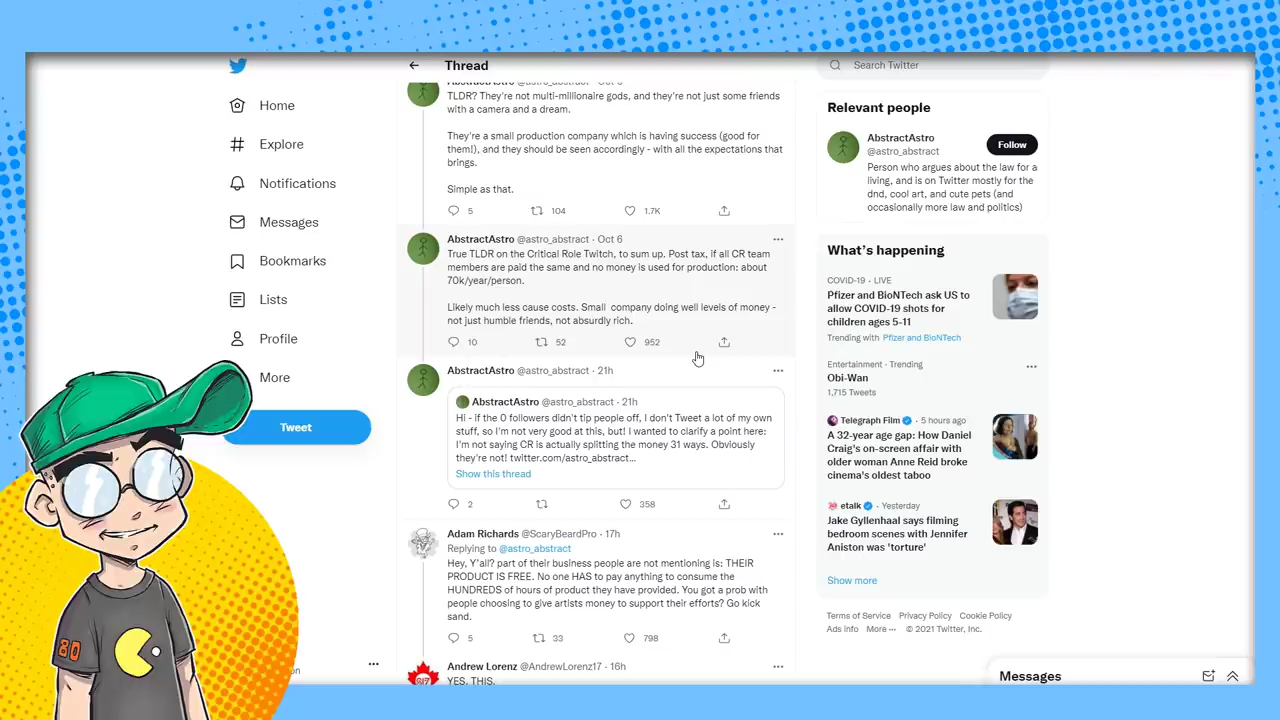 Home
Explore
Notifications
Messages
Bookmarks
Lists
Profile
More
Tweet
80
Thread
AbstractAstro @astro_abstract · Oct 6
TLDR? They're not multi-millionaire gods, and they're not just some friends
with a camera and a dream.
They're a small production company which is having success (good for
them!), and they should be seen accordingly - with all the expectations that
brings.
Simple as that.
5 104 1.7K
AbstractAstro @astro_abstract · Oct 6
True TLDR on the Critical Role Twitch, to sum up. Post tax, if all CR team
members are paid the same and no money is used for production: about
70k/year/person.
Likely much less cause costs. Small company doing well levels of money -
not just humble friends, not absurdly rich.
10 52 952
AbstractAstro @astro_abstract · 21h
AbstractAstro @astro_abstract · 21h
Hi - If the 0 followers didn't tip people off, I don't Tweet a lot of my own
stuff, so I'm not very good at this, but! I wanted to clarify a point here:
I'm not saying CR is actually splitting the money 31 ways. Obviously
they're not! twitter.com/astro_abstract...
Show this thread
2 358
Adam Richards @ScaryBeardPro · 17h
Replying to @astro_abstract
Hey, Y'all? part of their business people are not mentioning is: THEIR
PRODUCT IS FREE. No one HAS to pay anything to consume the
HUNDREDS of hours of product they have provided. You got a prob with
people choosing to give artists money to support their efforts? Go kick
sand.
5 33 798
Andrew Lorenz @AndrewLorenz17 · 16h
YES. THIS.
Search Twitter
Relevant people
AbstractAstro
@astro_abstract
Follow
Person who argues about the law for a
living, and is on Twitter mostly for the
dnd, cool art, and cute pets (and
occasionally more law and politics)
What's happening
COVID-19 · LIVE
Pfizer and BioNTech ask US to
allow COVID-19 shots for
children ages 5-11
Trending with Pfizer and BioNTech
Entertainment · Trending
Obi-Wan
1,715 Tweets
Telegraph Film · 5 hours ago
A 32-year age gap: How Daniel
Craig's on-screen affair with
older woman Anne Reid broke
cinema's oldest taboo
etalk · Yesterday
Jake Gyllenhaal says filming
bedroom scenes with Jennifer
Aniston was 'torture'
Show more
Terms of Service Privacy Policy Cookie Policy
Ads info More ··· © 2021 Twitter, Inc.
Messages